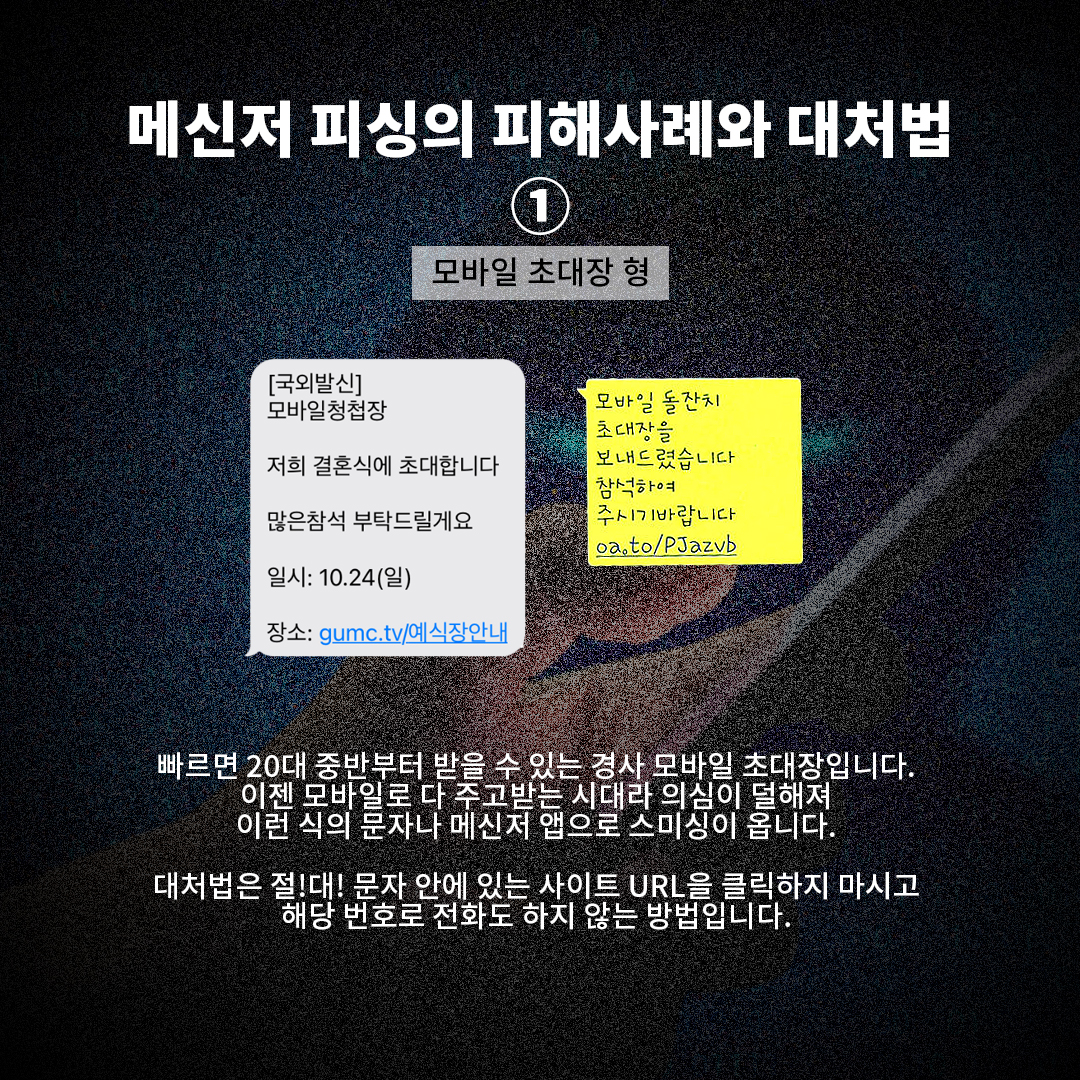 메신저 피싱의 피해사례와 대처법
①
모바일 초대장 형
[국외발신]
모바일청첩장
저희 결혼식에 초대합니다
많은참석 부탁드릴게요
일시: 10.24(일)
장소: gumc.tv/예식장안내
모바일 돌잔치
초대장을
보내드렸습니다
참석하여
주시기바랍니다
oa.to/PJazvb
빠르면 20대 중반부터 받을 수 있는 경사 모바일 초대장입니다.
이젠 모바일로 다 주고받는 시대라 의심이 덜해져
이런 식의 문자나 메신저 앱으로 스미싱이 옵니다.
대처법은 절!대! 문자 안에 있는 사이트 URL을 클릭하지 마시고
해당 번호로 전화도 하지 않는 방법입니다.